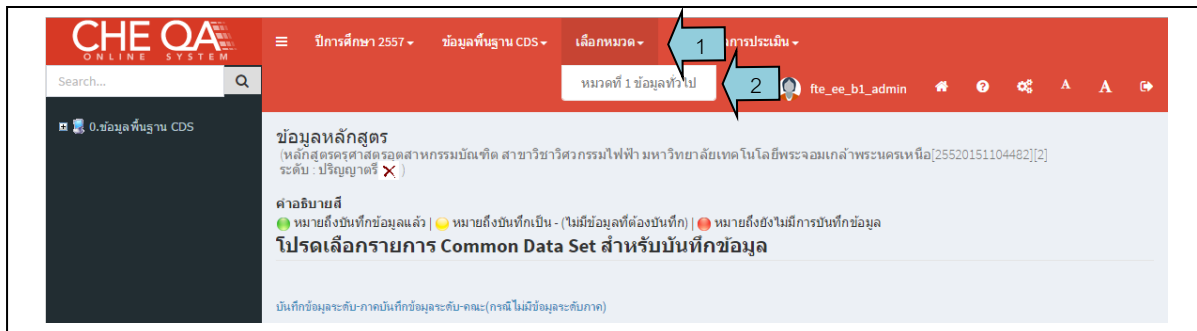 CHE QA
ONLINE SYSTEM
ปีการศึกษา 2557 ข้อมูลพื้นฐาน CDS เลือกหมวด 1 การประเมิน
Search...
หมวดที่ 1 ข้อมูลทั่วไป 2 fte_ee_b1_admin A A
0.ข้อมูลพื้นฐาน CDS
ข้อมูลหลักสูตร
(หลักสูตรครุศาสตรอุตสาหกรรมบัณฑิต สาขาวิชาวิศวกรรมไฟฟ้า มหาวิทยาลัยเทคโนโลยีพระจอมเกล้าพระนครเหนือ[25520151104482][2]
ระดับ : ปริญญาตรี )
คำอธิบายสี
หมายถึงบันทึกข้อมูลแล้ว | หมายถึงบันทึกเป็น - (ไม่มีข้อมูลที่ต้องบันทึก) | หมายถึงยังไม่มีการบันทึกข้อมูล
โปรดเลือกรายการ Common Data Set สำหรับบันทึกข้อมูล
บันทึกข้อมูลระดับ-ภาคบันทึกข้อมูลระดับ-คณะ(กรณีไม่มีข้อมูลระดับภาค)